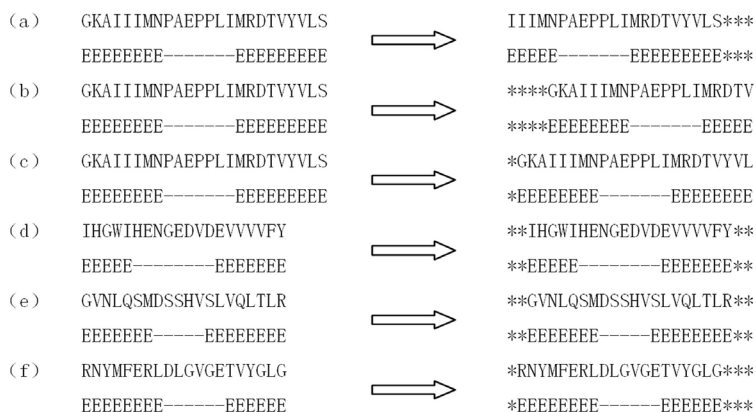 (a) GKAIIIMNPAEPPLIMRDTVYVLS IIIMNPAEPPLIMRDTVYVLS***
EEEEEEEE-------EEEEEEEEE EEEEE-------EEEEEEEEE***
(b) GKAIIIMNPAEPPLIMRDTVYVLS ****GKAIIIMNPAEPPLIMRDTV
EEEEEEEE-------EEEEEEEEE ****EEEEEEEE-------EEEEE
(c) GKAIIIMNPAEPPLIMRDTVYVLS *GKAIIIMNPAEPPLIMRDTVYVL
EEEEEEEE-------EEEEEEEEE *EEEEEEEE-------EEEEEEEE
(d) IHGWIHENGEDVDEVVVVFY **IHGWIHENGEDVDEVVVVFY**
EEEEE--------EEEEEEE **EEEEE--------EEEEEEE**
(e) GVNLQSMDSSHVSLVQLTLR **GVNLQSMDSSHVSLVQLTLR**
EEEEEEE-----EEEEEEEE **EEEEEEE-----EEEEEEEE**
(f) RNYMFERLDLGVGETVYGLG *RNYMFERLDLGVGETVYGLG***
EEEEEEEE------EEEEEE *EEEEEEEE------EEEEEE***